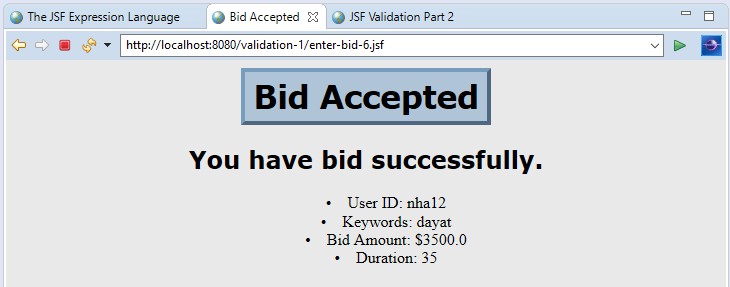 The JSF Expression Language
Bid Accepted
JSF Validation Part 2
http://localhost:8080/validation-1/enter-bid-6.jsf
Bid Accepted
You have bid successfully.
• User ID: nha12
• Keywords: dayat
• Bid Amount: $3500.0
• Duration: 35